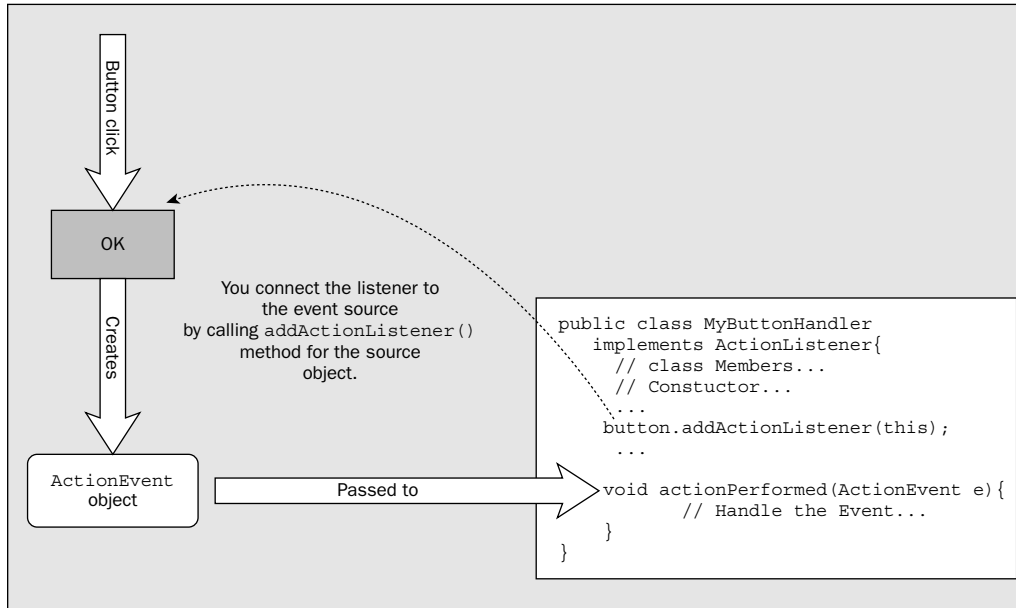 Button click
OK
Creates
ActionEvent
object
You connect the listener to
the event source
by calling addActionListener()
method for the source
object.
Passed to
public class MyButtonHandler
implements ActionListener{
// class Members...
// Constuctor...
...
button.addActionListener(this);
...
void actionPerformed(ActionEvent e){
// Handle the Event...
}
}